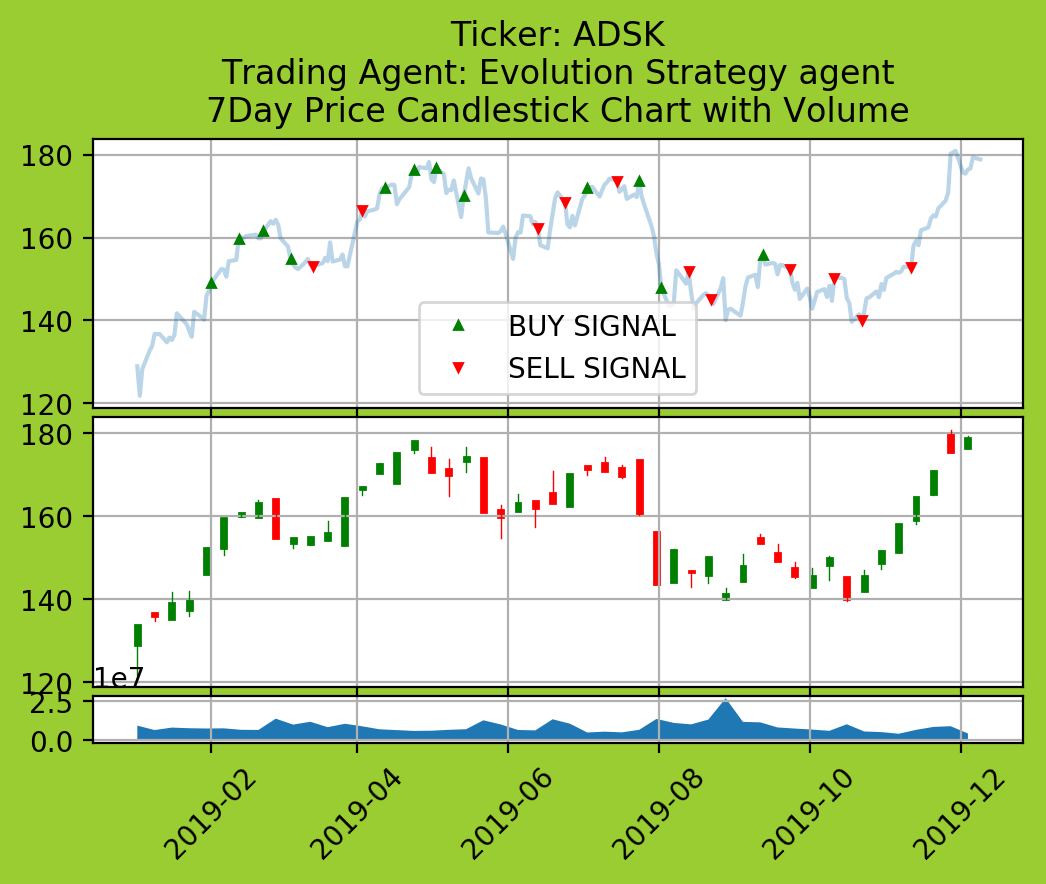 Ticker: ADSK
Trading Agent: Evolution Strategy agent
7Day Price Candlestick Chart with Volume
180
160
140
120
BUY SIGNAL
SELL SIGNAL
180
160
140
120
1e7
2.5
0.0
2019-02
2019-04
2019-06
2019-08
2019-10
2019-12